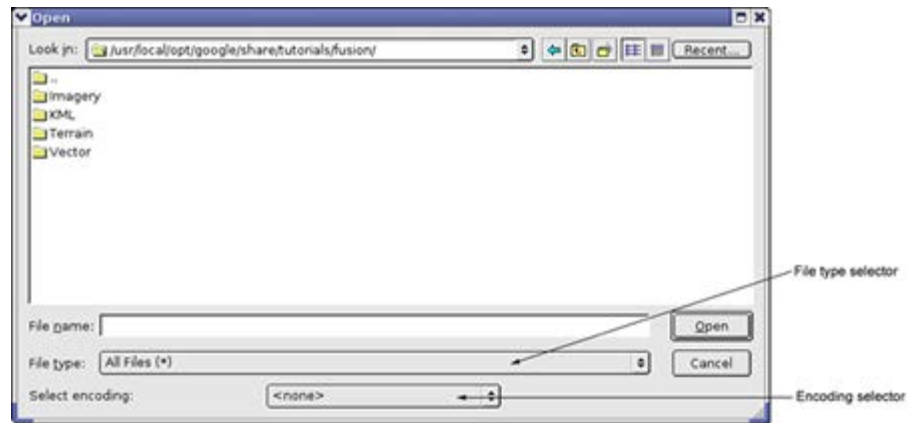 Open
Look in: /usr/local/opt/google/share/tutorials/fusion/ Recent...
..
Imagery
KML
Terrain
Vector
File type selector
File name: Open
File type: All Files (*) Cancel
Select encoding: <none> Encoding selector